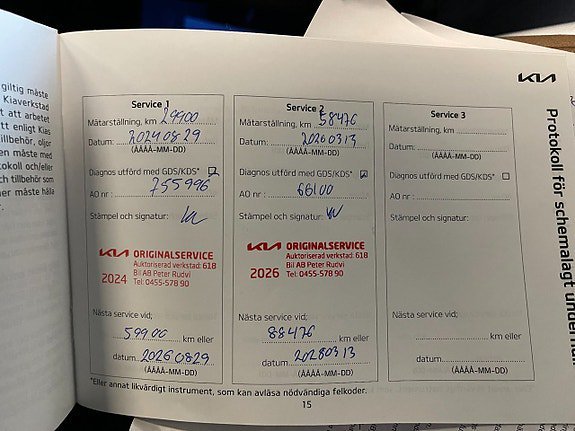 giltig måste
Kiaverkstad
t att arbetet
tt enligt Kias
tillbehör, oljor
en måste med
tokoll och/eller
ch tillbehör som
ner måste hålla
r.
KIA
Protokoll för schemalagt underhåll
Service 1
Mätarställning, km 29900
Datum: 20240829
(ÅÅÅÅ-MM-DD)
Diagnos utförd med GDS/KDS*
AO nr : 755996
Stämpel och signatur:
KIA ORIGINALSERVICE
Auktoriserad verkstad: 618
Bil AB Peter Rudvi
2024 Tel: 0455-578 90
Nästa service vid;
59900 km eller
datum 20260829
(ÅÅÅÅ-MM-DD)
Service 2
Mätarställning, km 58476
Datum: 20260313
(ÅÅÅÅ-MM-DD)
Diagnos utförd med GDS/KDS*
AO nr : 68100
Stämpel och signatur:
KIA ORIGINALSERVICE
Auktoriserad verkstad: 618
Bil AB Peter Rudvi
2026 Tel: 0455-578 90
Nästa service vid;
88476 km eller
datum 20280313
(ÅÅÅÅ-MM-DD)
Service 3
Mätarställning, km
Datum:
(ÅÅÅÅ-MM-DD)
Diagnos utförd med GDS/KDS*
AO nr :
Stämpel och signatur:
Nästa service vid;
km eller
datum
(ÅÅÅÅ-MM-DD)
*Eller annat likvärdigt instrument, som kan avläsa nödvändiga felkoder.
15